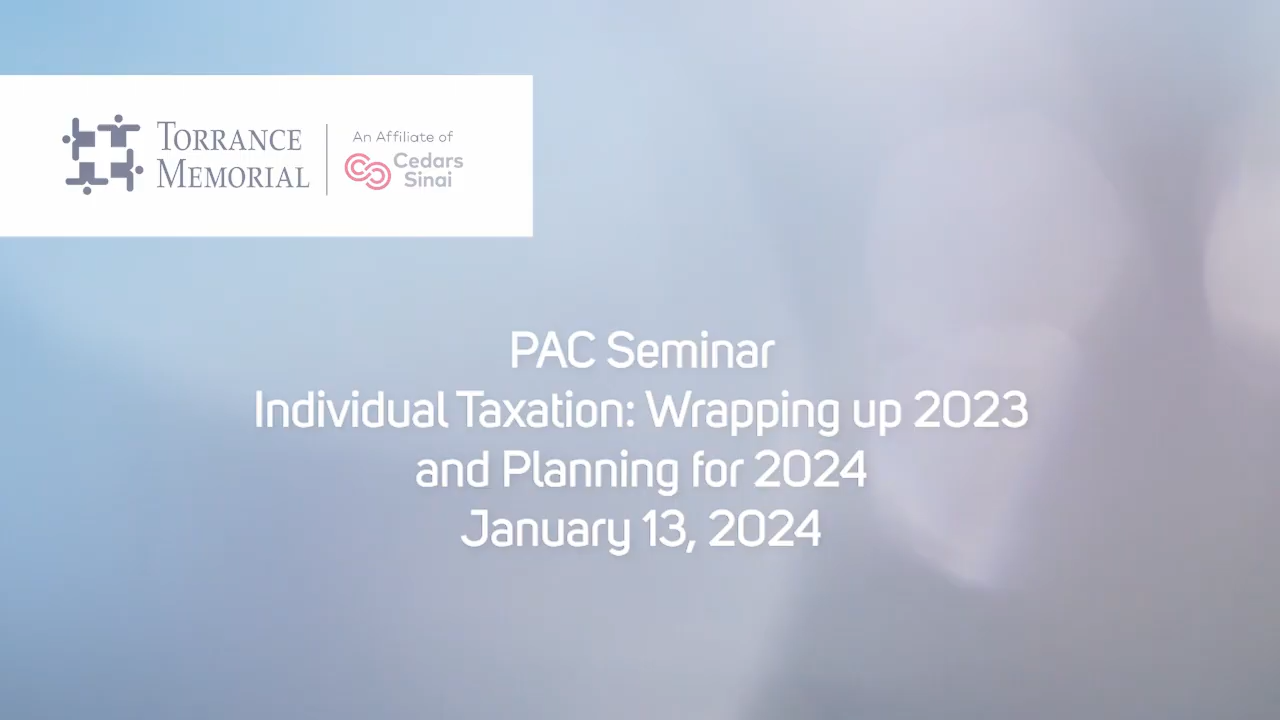 TORRANCE
MEMORIAL
An Affiliate of
Cedars
Sinai
PAC Seminar
Individual Taxation: Wrapping up 2023
and Planning for 2024
January 13, 2024